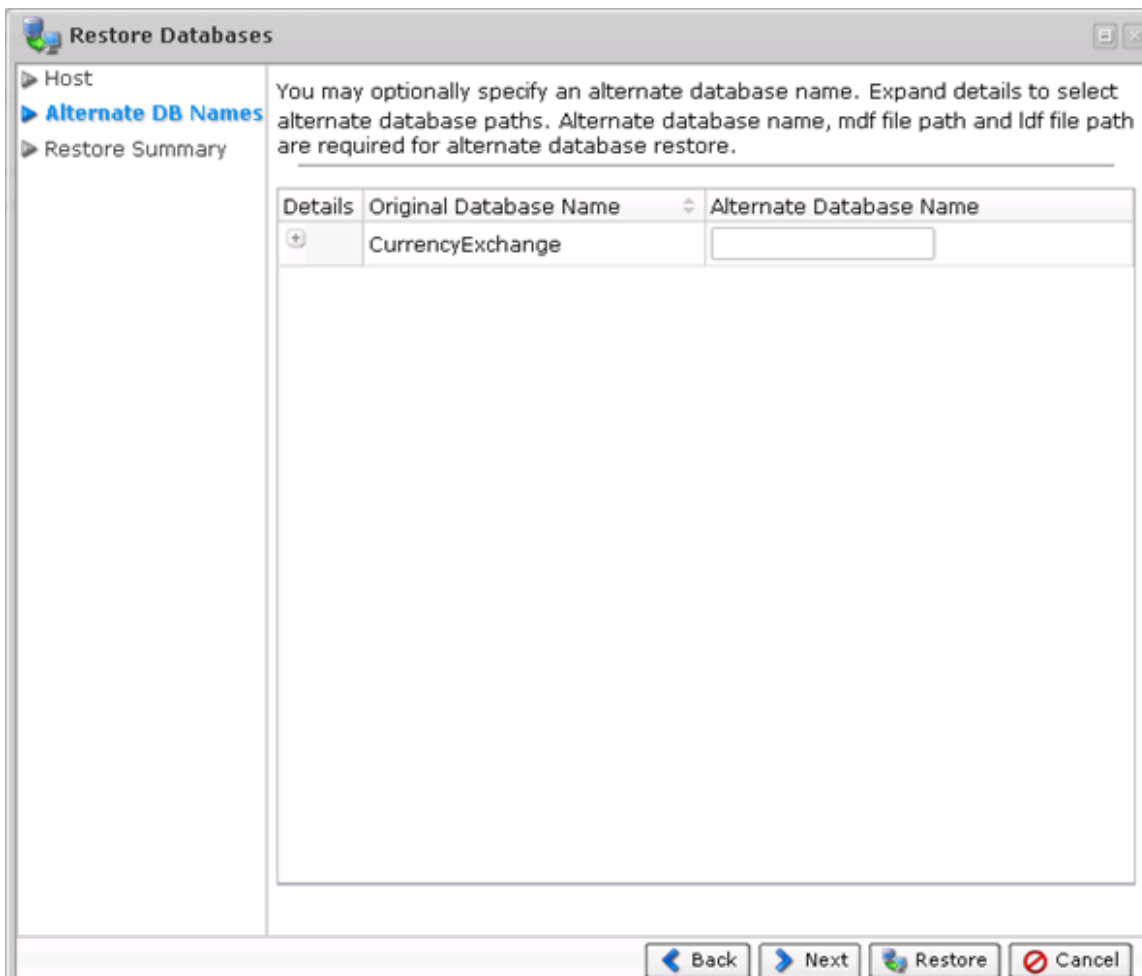 Restore Databases
Host
Alternate DB Names
Restore Summary
You may optionally specify an alternate database name. Expand details to select
alternate database paths. Alternate database name, mdf file path and ldf file path
are required for alternate database restore.
Details Original Database Name Alternate Database Name
CurrencyExchange
Back Next Restore Cancel